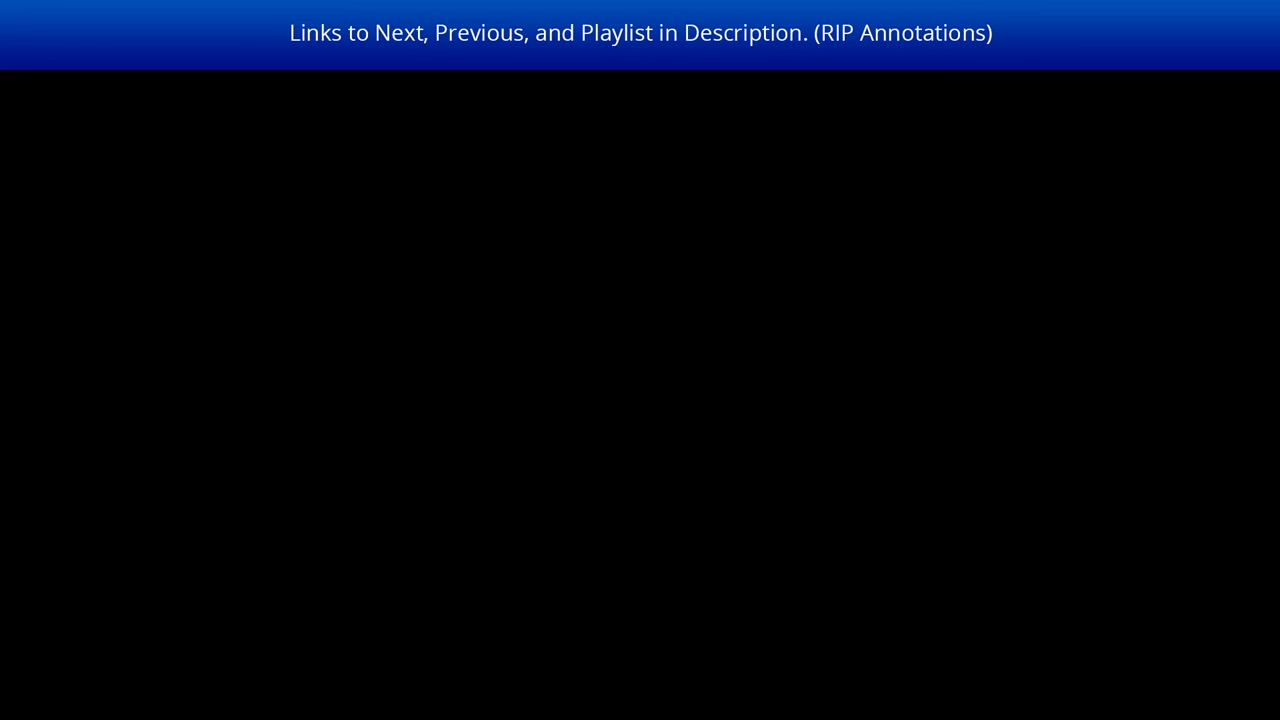 Links to Next, Previous, and Playlist in Description. (RIP Annotations)